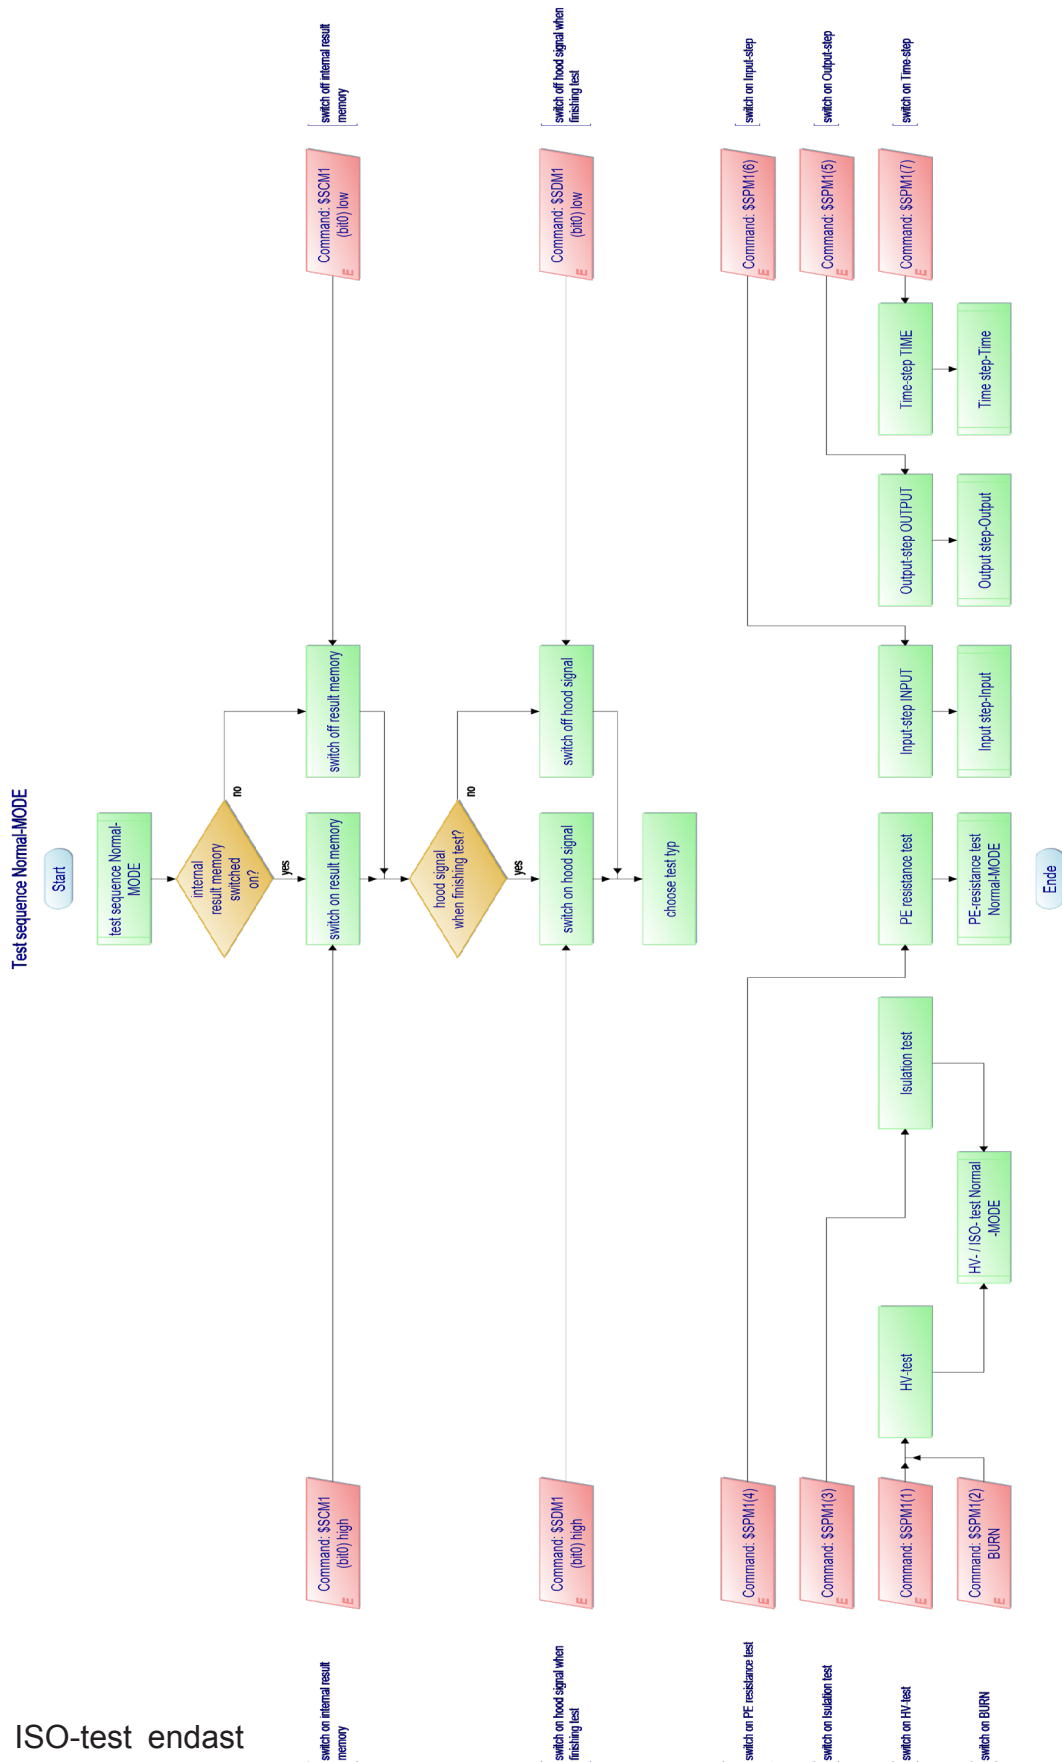 Test sequence Normal-MODE
Start
test sequence Normal-
MODE
internal
result memory
switched
on?
no
yes
switch on internal result
memory
Command: $SCM1
(bit0) high
E
switch on result memory
switch off result memory
Command: $SCM1
(bit0) low
E
switch off internal result
memory
hood signal
when finishing test?
no
yes
switch on hood signal when
finishing test
Command: $SDM1
(bit0) high
E
switch on hood signal
switch off hood signal
Command: $SDM1
(bit0) low
E
switch off hood signal when
finishing test
choose test typ
switch on PE resistance test
Command: $SPM1(4)
E
Command: $SPM1(6)
E
switch on Input-step
switch on Isulation test
Command: $SPM1(3)
E
Command: $SPM1(5)
E
switch on Output-step
switch on HV-test
Command: $SPM1(1)
E
HV-test
Isulation test
PE resistance test
Input-step INPUT
Output-step OUTPUT
Time-step TIME
Command: $SPM1(7)
E
switch on Time-step
switch on BURN
Command: $SPM1(2)
BURN
E
HV- / ISO- test Normal
-MODE
PE-resistance test
Normal-MODE
Input step-Input
Output step-Output
Time step-Time
Ende
ISO-test endast